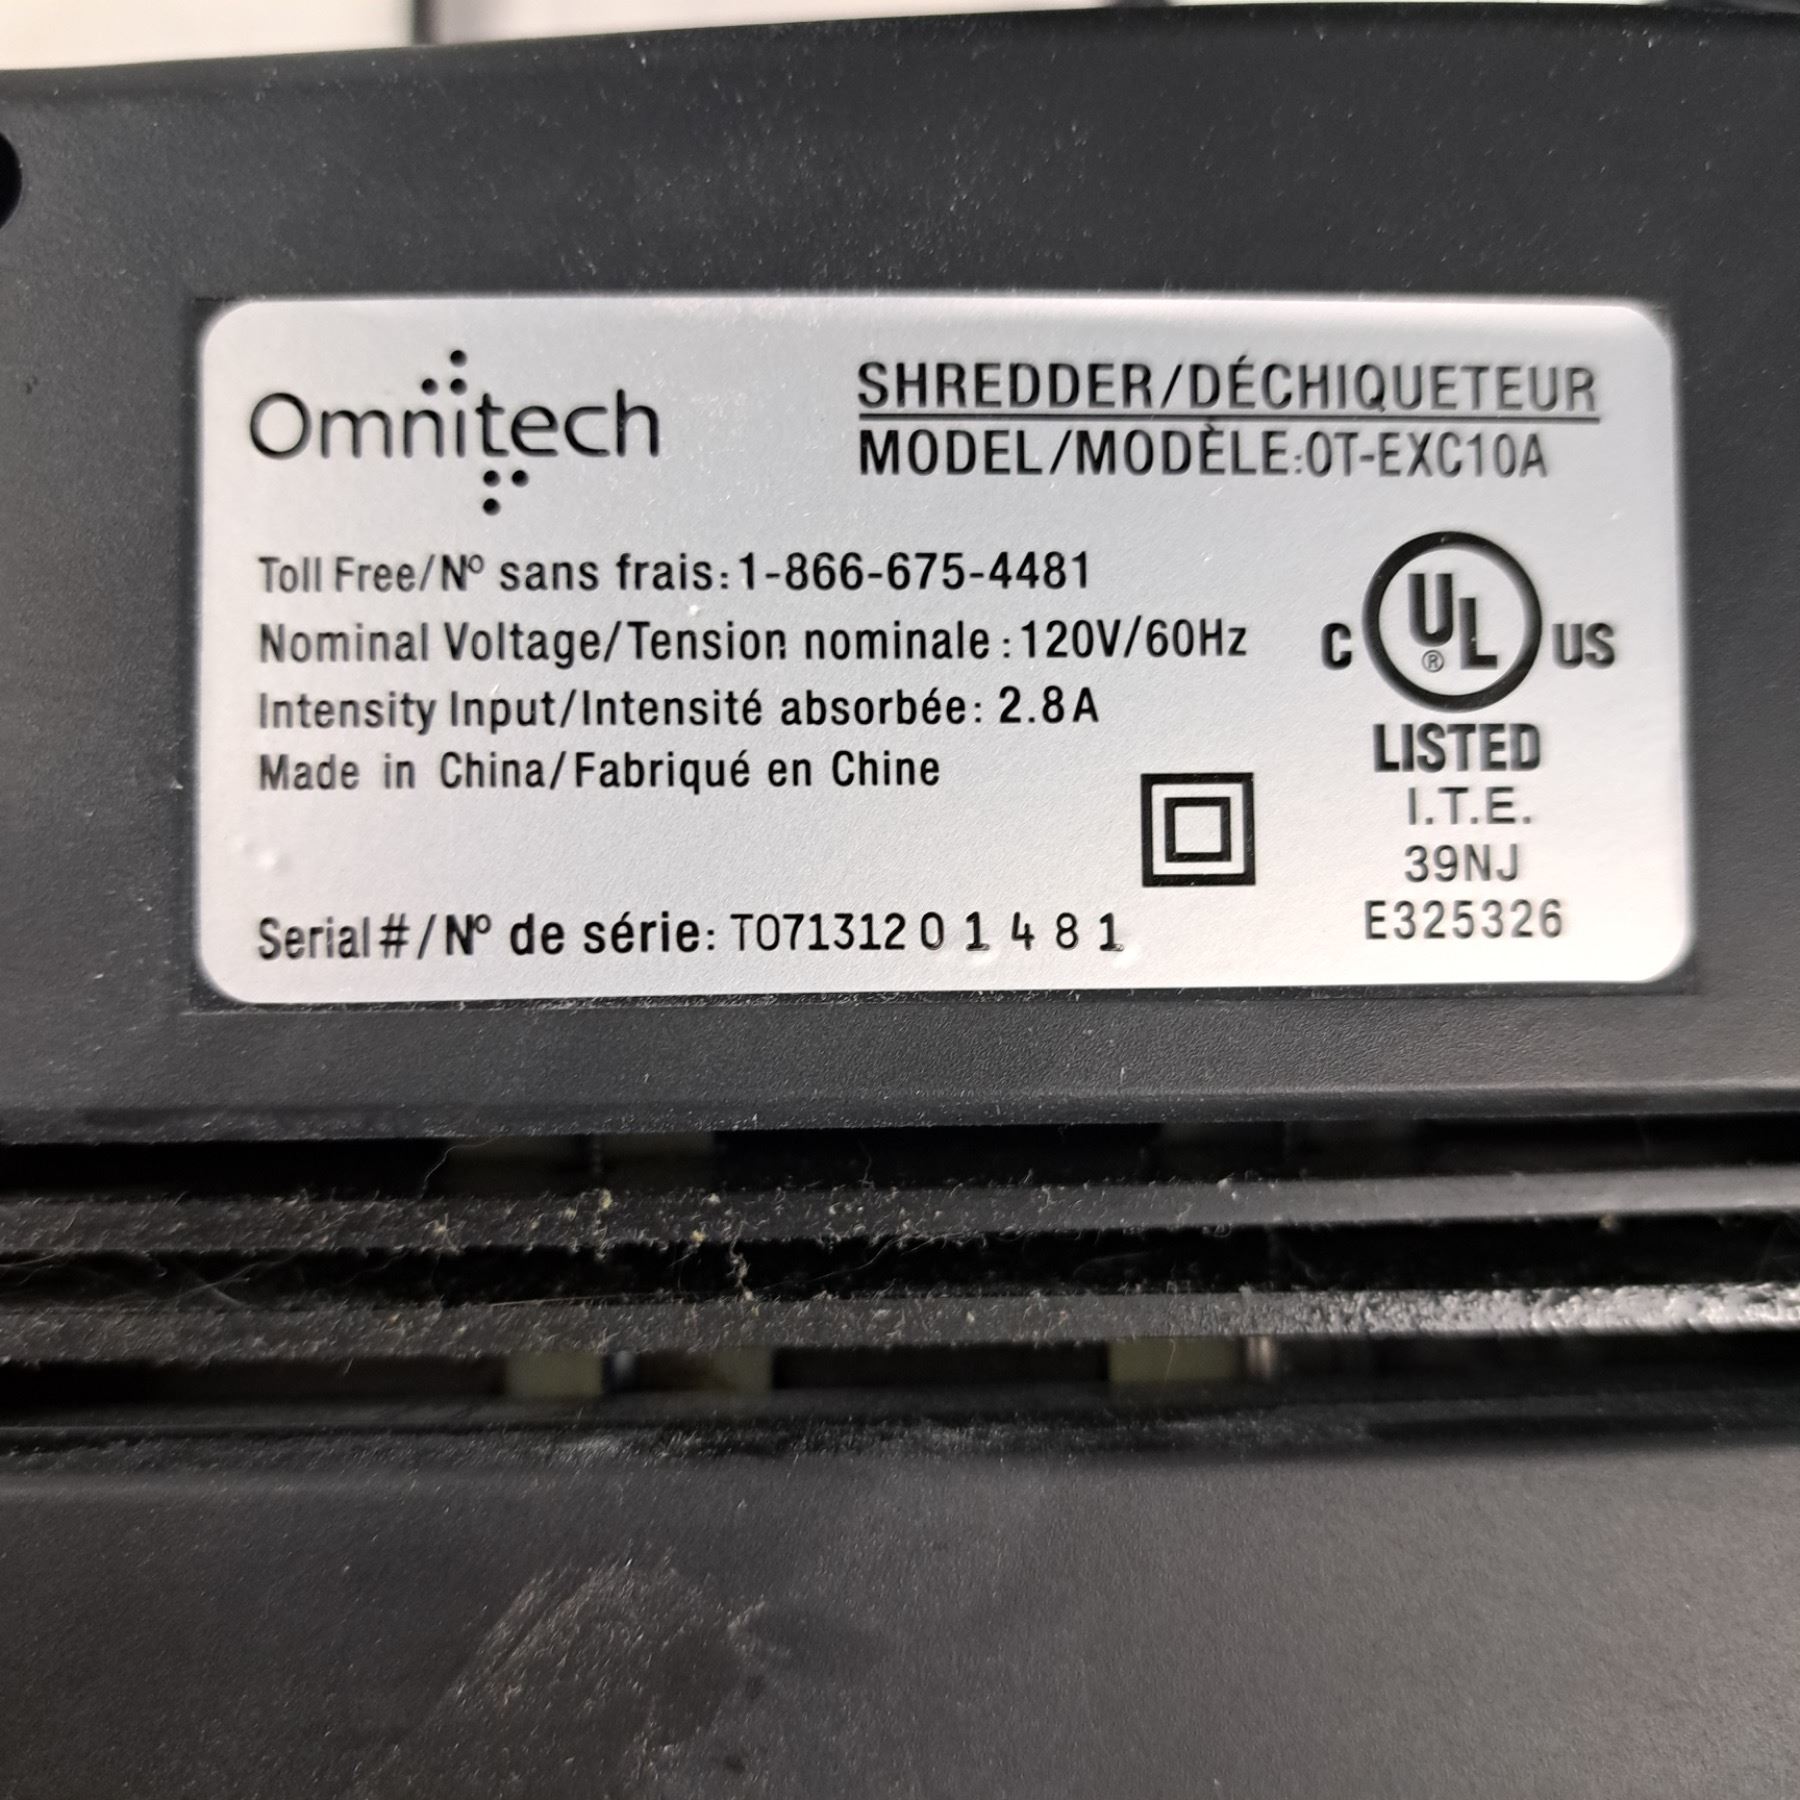 Omnitech
SHREDDER/DÉCHIQUETEUR
MODEL/MODÈLE:OT-EXC10A
Toll Free/Nº sans frais:1-866-675-4481
Nominal Voltage/Tension nominale:120V/60Hz
Intensity Input/Intensité absorbée: 2.8A
Made in China/Fabriqué en Chine
Serial#/Nº de série: T071312 0 1 4 8 1
C UL ® US
LISTED
I.T.E.
39NJ
E325326